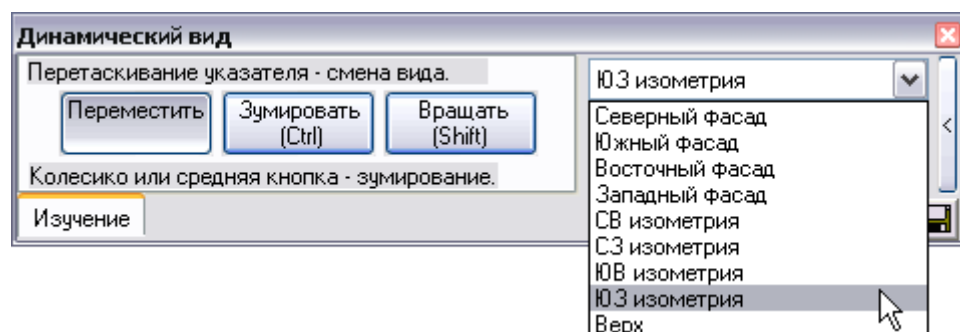 Динамический вид
Перетаскивание указателя - смена вида.
Переместить
Зумировать
(Ctrl)
Вращать
(Shift)
Колесико или средняя кнопка - зумирование.
Изучение
ЮЗ изометрия
Северный фасад
Южный фасад
Восточный фасад
Западный фасад
СВ изометрия
СЗ изометрия
ЮВ изометрия
ЮЗ изометрия
Верх
<